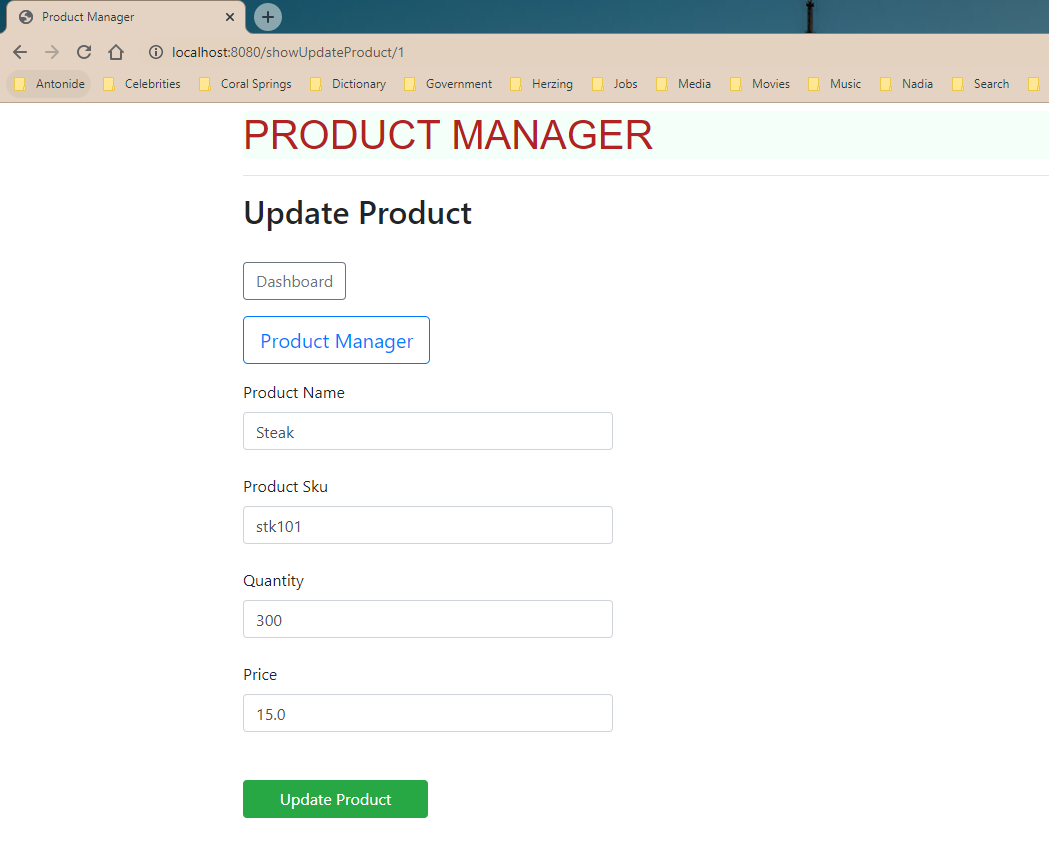 Product Manager
localhost:8080/showUpdateProduct/1
Antonide Celebrities Coral Springs Dictionary Government Herzing Jobs Media Movies Music Nadia Search
PRODUCT MANAGER
Update Product
Dashboard
Product Manager
Product Name
Steak
Product Sku
stk101
Quantity
300
Price
15.0
Update Product